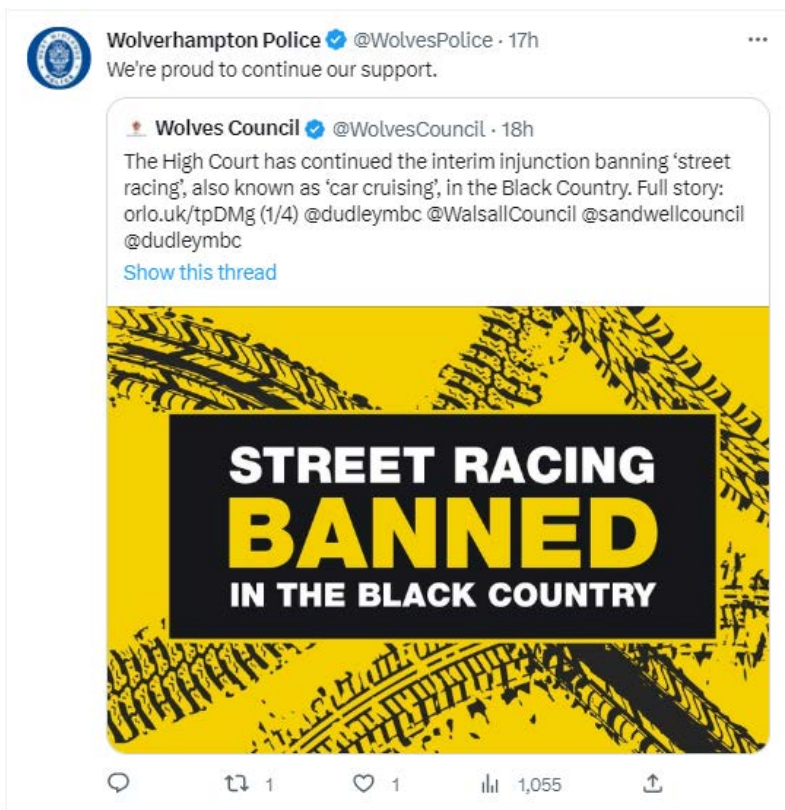 Wolverhampton Police @WolvesPolice · 17h
We're proud to continue our support.
Wolves Council @WolvesCouncil · 18h
The High Court has continued the interim injunction banning ‘street
racing’, also known as ‘car cruising’, in the Black Country. Full story:
orlo.uk/tpDMg (1/4) @dudleymbc @WalsallCouncil @sandwellcouncil
@dudleymbc
Show this thread
STREET RACING
BANNED
IN THE BLACK COUNTRY
1 1 1,055